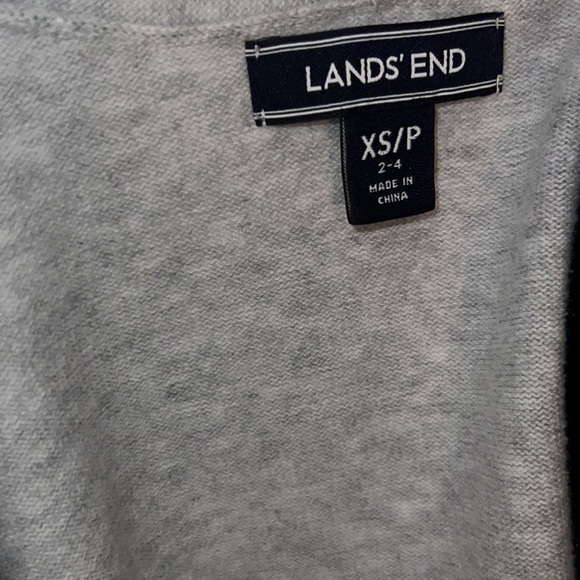 LANDS' END
XS/P
2-4
MADE IN
CHINA